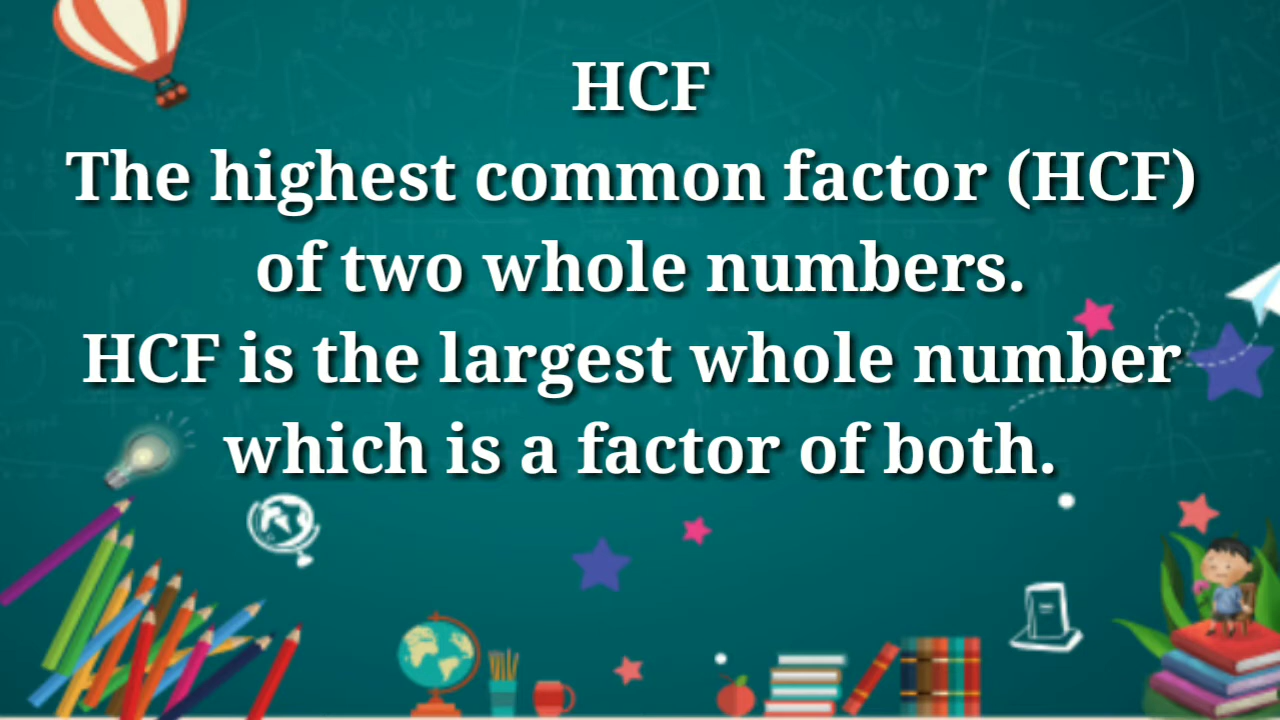 HCF
The highest common factor (HCF)
of two whole numbers.
HCF is the largest whole number
which is a factor of both.